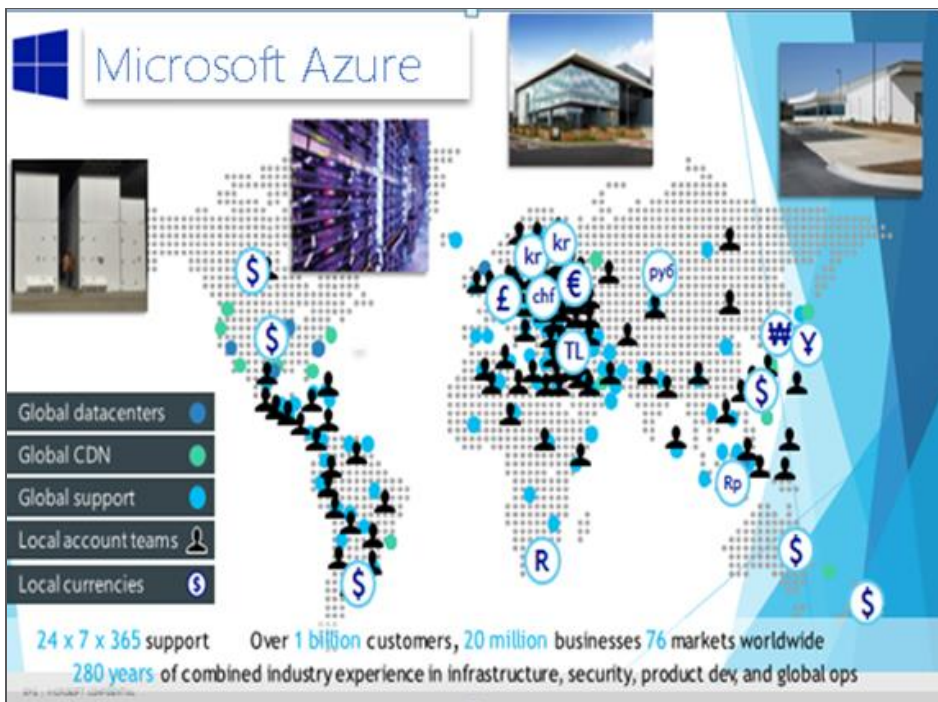 Microsoft Azure
kr
kr
$
руб
£
chf
€
$
TL
₩
¥
$
Global datacenters
Global CDN
Global support
Rp
Local account teams
$
R
Local currencies $
$
$
24 x 7 x 365 support Over 1 billion customers, 20 million businesses 76 markets worldwide
280 years of combined industry experience in infrastructure, security, product dev, and global ops